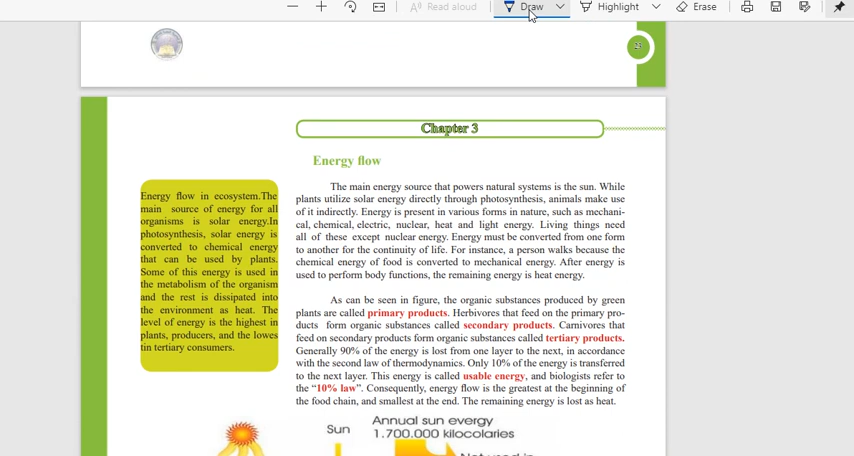 Read aloud
Draw
Highlight
Erase
23
Chapter 3
Energy flow
Energy flow in ecosystem.The
main source of energy for all
organisms is solar energy.In
photosynthesis, solar energy is
converted to chemical energy
that can be used by plants.
Some of this energy is used in
the metabolism of the organism
and the rest is dissipated into
the environment as heat. The
level of energy is the highest in
plants, producers, and the lowes
tin tertiary consumers.
The main energy source that powers natural systems is the sun. While
plants utilize solar energy directly through photosynthesis, animals make use
of it indirectly. Energy is present in various forms in nature, such as mechani-
cal, chemical, electric, nuclear, heat and light energy. Living things need
all of these except nuclear energy. Energy must be converted from one form
to another for the continuity of life. For instance, a person walks because the
chemical energy of food is converted to mechanical energy. After energy is
used to perform body functions, the remaining energy is heat energy.
As can be seen in figure, the organic substances produced by green
plants are called primary products. Herbivores that feed on the primary pro-
ducts form organic substances called secondary products. Carnivores that
feed on secondary products form organic substances called tertiary products.
Generally 90% of the energy is lost from one layer to the next, in accordance
with the second law of thermodynamics. Only 10% of the energy is transferred
to the next layer. This energy is called usable energy, and biologists refer to
the “10% law”. Consequently, energy flow is the greatest at the beginning of
the food chain, and smallest at the end. The remaining energy is lost as heat.
Sun
Annual sun evergy
1.700.000 kilocolaries
Not used in